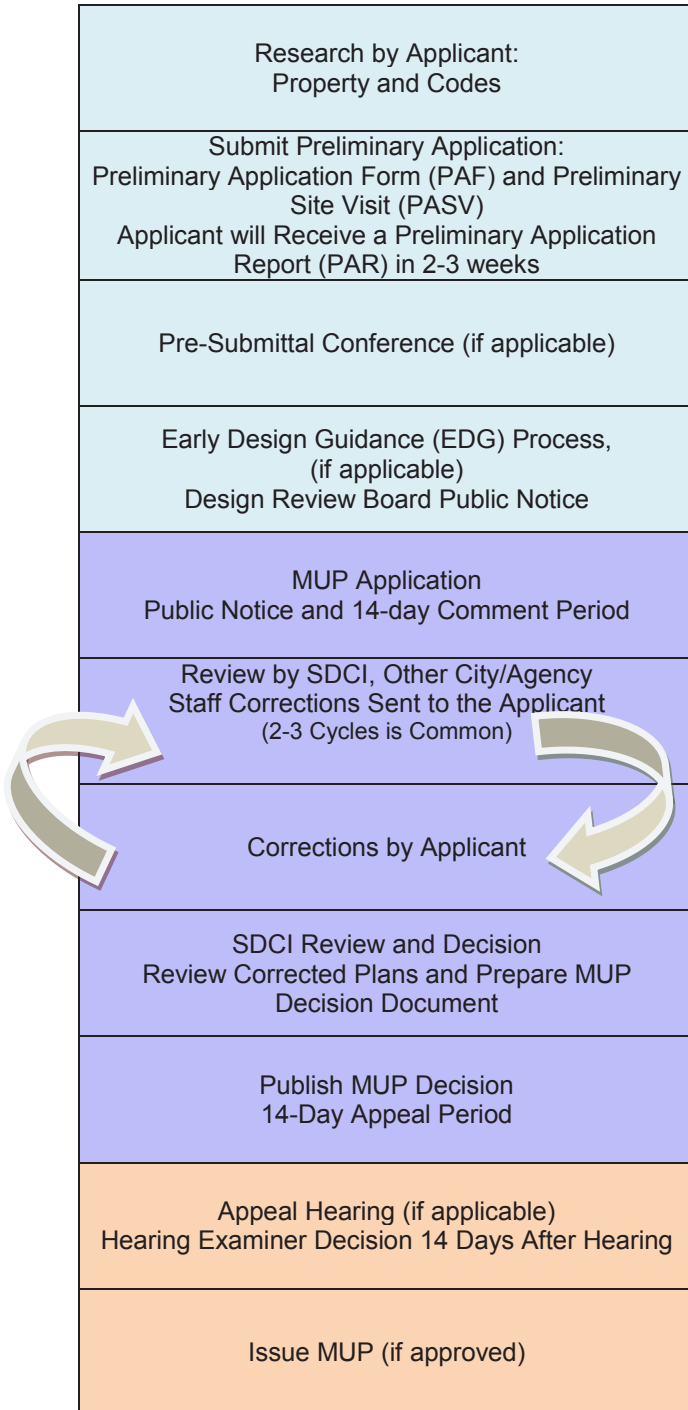 Research by Applicant:
Property and Codes
Submit Preliminary Application:
Preliminary Application Form (PAF) and Preliminary
Site Visit (PASV)
Applicant will Receive a Preliminary Application
Report (PAR) in 2-3 weeks
Pre-Submittal Conference (if applicable)
Early Design Guidance (EDG) Process,
(if applicable)
Design Review Board Public Notice
MUP Application
Public Notice and 14-day Comment Period
Review by SDCI, Other City/Agency
Staff Corrections Sent to the Applicant
(2-3 Cycles is Common)
Corrections by Applicant
SDCI Review and Decision
Review Corrected Plans and Prepare MUP
Decision Document
Publish MUP Decision
14-Day Appeal Period
Appeal Hearing (if applicable)
Hearing Examiner Decision 14 Days After Hearing
Issue MUP (if approved)